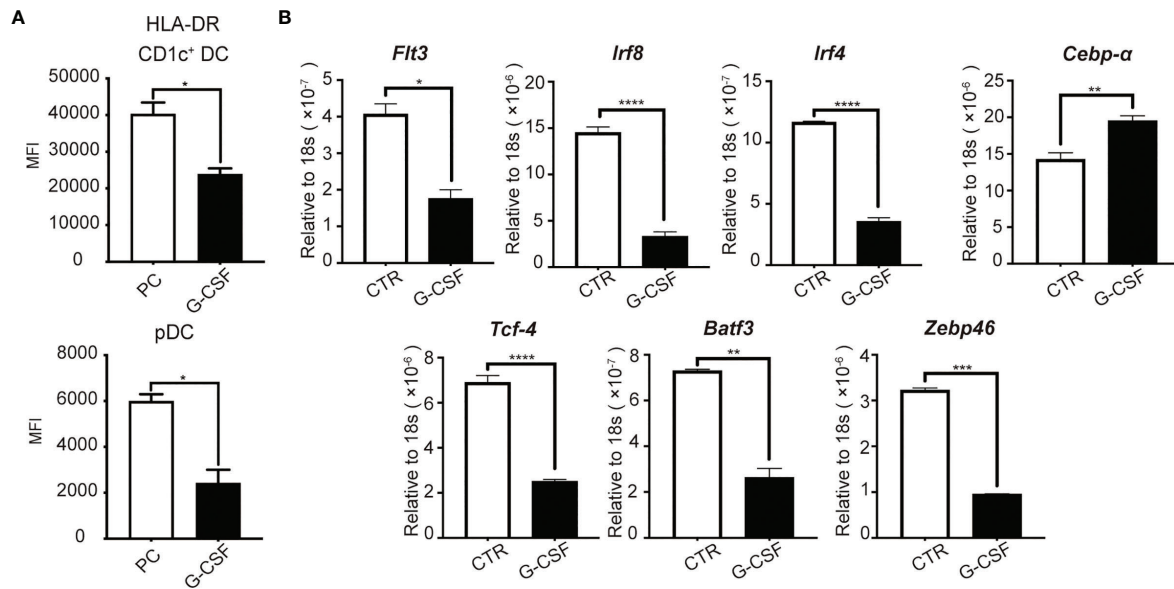 A
HLA-DR
CD1c⁺ DC
MFI
50000
40000
30000
20000
10000
0
*
PC
G-CSF
pDC
MFI
8000
6000
4000
2000
0
*
PC
G-CSF
B
Flt3
Relative to 18s ( ×10⁻⁷ )
5
4
3
2
1
0
*
CTR
G-CSF
Irf8
Relative to 18s ( ×10⁻⁶ )
20
15
10
5
0
****
CTR
G-CSF
Irf4
Relative to 18s ( ×10⁻⁷ )
15
10
5
0
****
CTR
G-CSF
Cebp-α
Relative to 18s ( ×10⁻⁶ )
25
20
15
10
5
0
**
CTR
G-CSF
Tcf-4
Relative to 18s ( ×10⁻⁶ )
8
6
4
2
0
****
CTR
G-CSF
Batf3
Relative to 18s ( ×10⁻⁷ )
8
6
4
2
0
**
CTR
G-CSF
Zebp46
Relative to 18s ( ×10⁻⁶ )
4
3
2
1
0
***
CTR
G-CSF